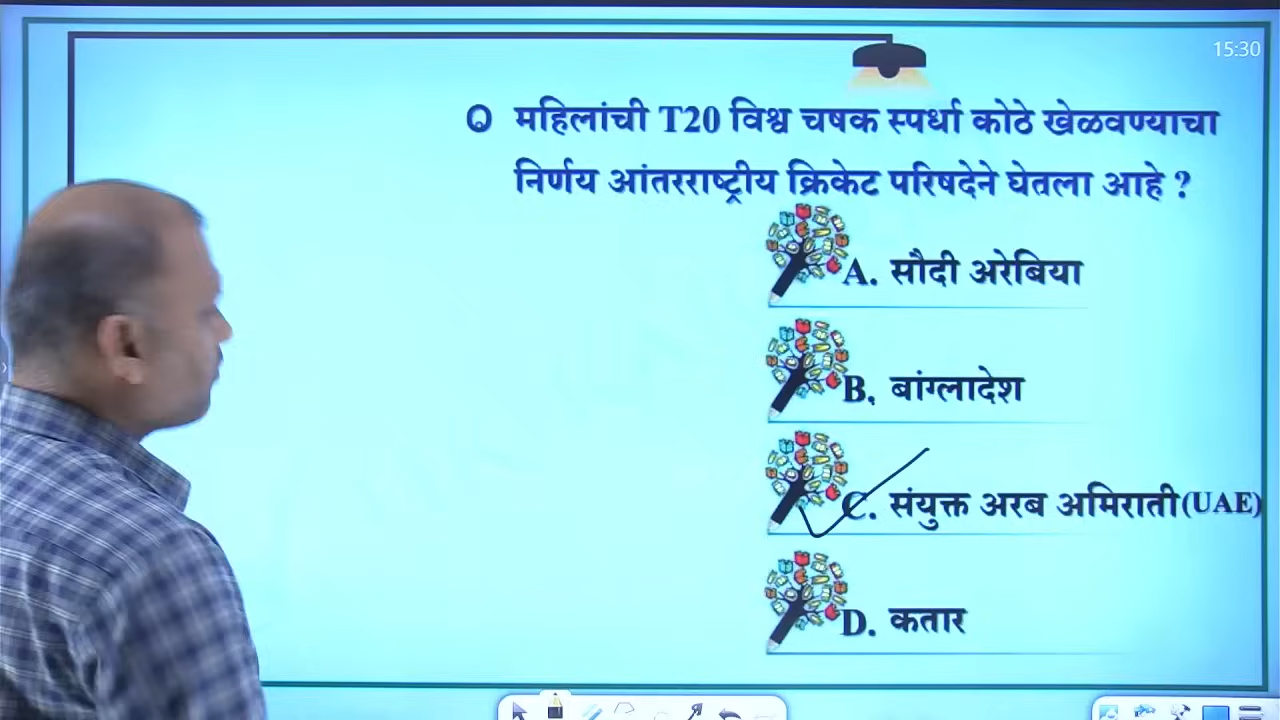 15:30
Q महिलांची T20 विश्व चषक स्पर्धा कोठे खेळवण्याचा
निर्णय आंतरराष्ट्रीय क्रिकेट परिषदेने घेतला आहे ?
A. सौदी अरेबिया
B. बांग्लादेश
C. संयुक्त अरब अमिराती(UAE)
D. कतार